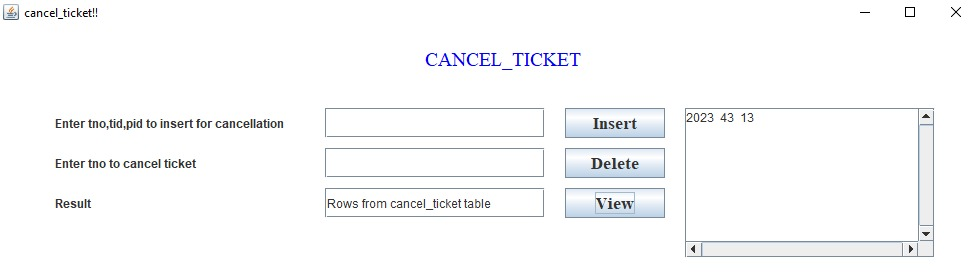 cancel_ticket!!
CANCEL_TICKET
Enter tno,tid,pid to insert for cancellation
Insert
2023 43 13
Enter tno to cancel ticket
Delete
Result
Rows from cancel_ticket table
View